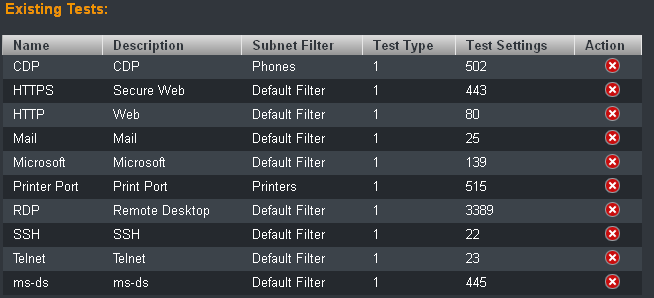 Existing Tests:
Name Description Subnet Filter Test Type Test Settings Action
CDP CDP Phones 1 502
HTTPS Secure Web Default Filter 1 443
HTTP Web Default Filter 1 80
Mail Mail Default Filter 1 25
Microsoft Microsoft Default Filter 1 139
Printer Port Print Port Printers 1 515
RDP Remote Desktop Default Filter 1 3389
SSH SSH Default Filter 1 22
Telnet Telnet Default Filter 1 23
ms-ds ms-ds Default Filter 1 445